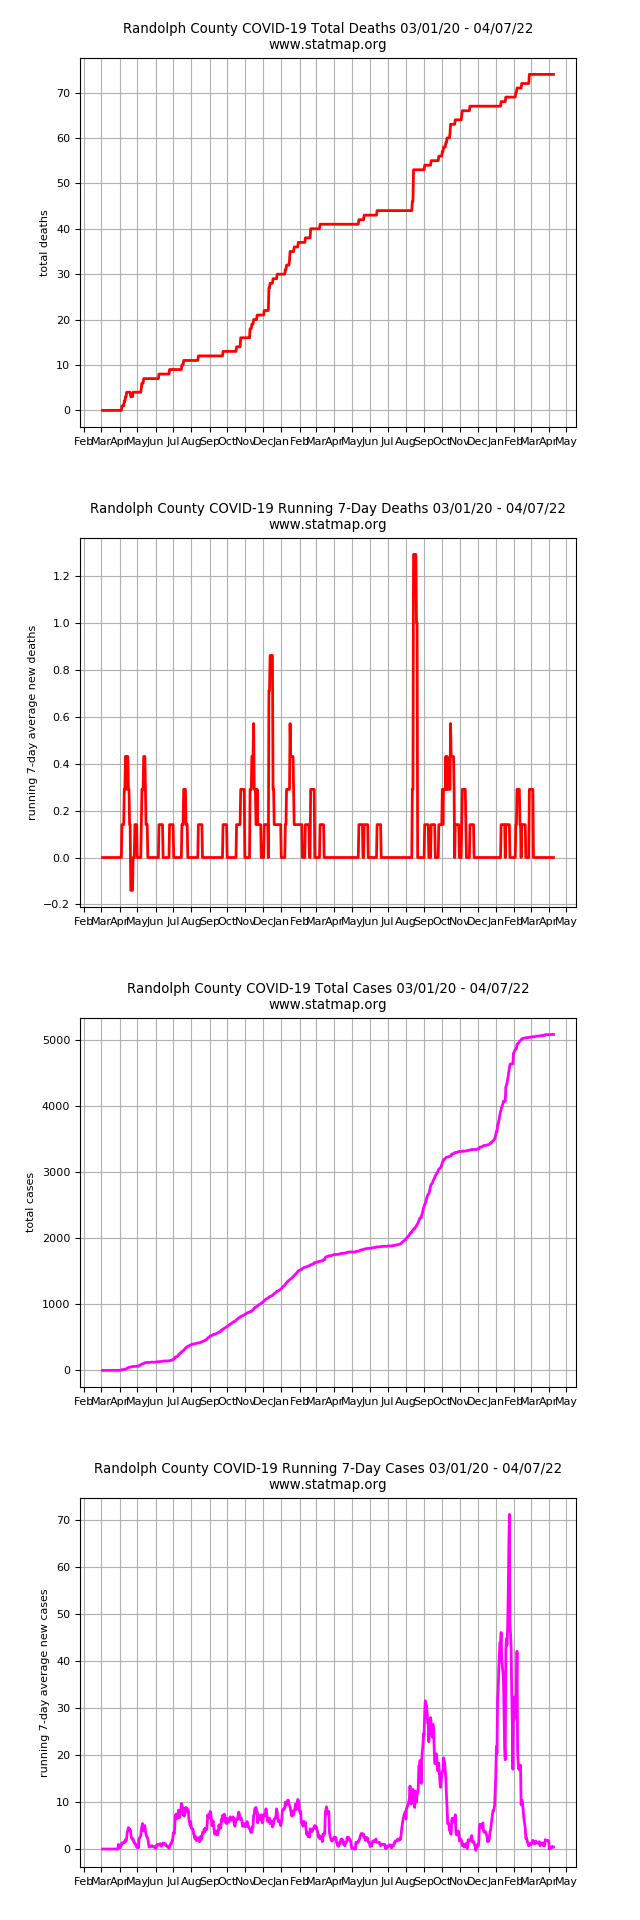 Randolph County COVID-19 Total Deaths 03/01/20 - 04/07/22
www.statmap.org
70
60
50
40
30
20
10
0
total deaths
Feb Mar Apr May Jun Jul Aug Sep Oct Nov Dec Jan Feb Mar Apr May Jun Jul Aug Sep Oct Nov Dec Jan Feb Mar Apr May
Randolph County COVID-19 Running 7-Day Deaths 03/01/20 - 04/07/22
www.statmap.org
1.2
1.0
0.8
0.6
0.4
0.2
0.0
−0.2
running 7-day average new deaths
Feb Mar Apr May Jun Jul Aug Sep Oct Nov Dec Jan Feb Mar Apr May Jun Jul Aug Sep Oct Nov Dec Jan Feb Mar Apr May
Randolph County COVID-19 Total Cases 03/01/20 - 04/07/22
www.statmap.org
5000
4000
3000
2000
1000
0
total cases
Feb Mar Apr May Jun Jul Aug Sep Oct Nov Dec Jan Feb Mar Apr May Jun Jul Aug Sep Oct Nov Dec Jan Feb Mar Apr May
Randolph County COVID-19 Running 7-Day Cases 03/01/20 - 04/07/22
www.statmap.org
70
60
50
40
30
20
10
0
running 7-day average new cases
Feb Mar Apr May Jun Jul Aug Sep Oct Nov Dec Jan Feb Mar Apr May Jun Jul Aug Sep Oct Nov Dec Jan Feb Mar Apr May